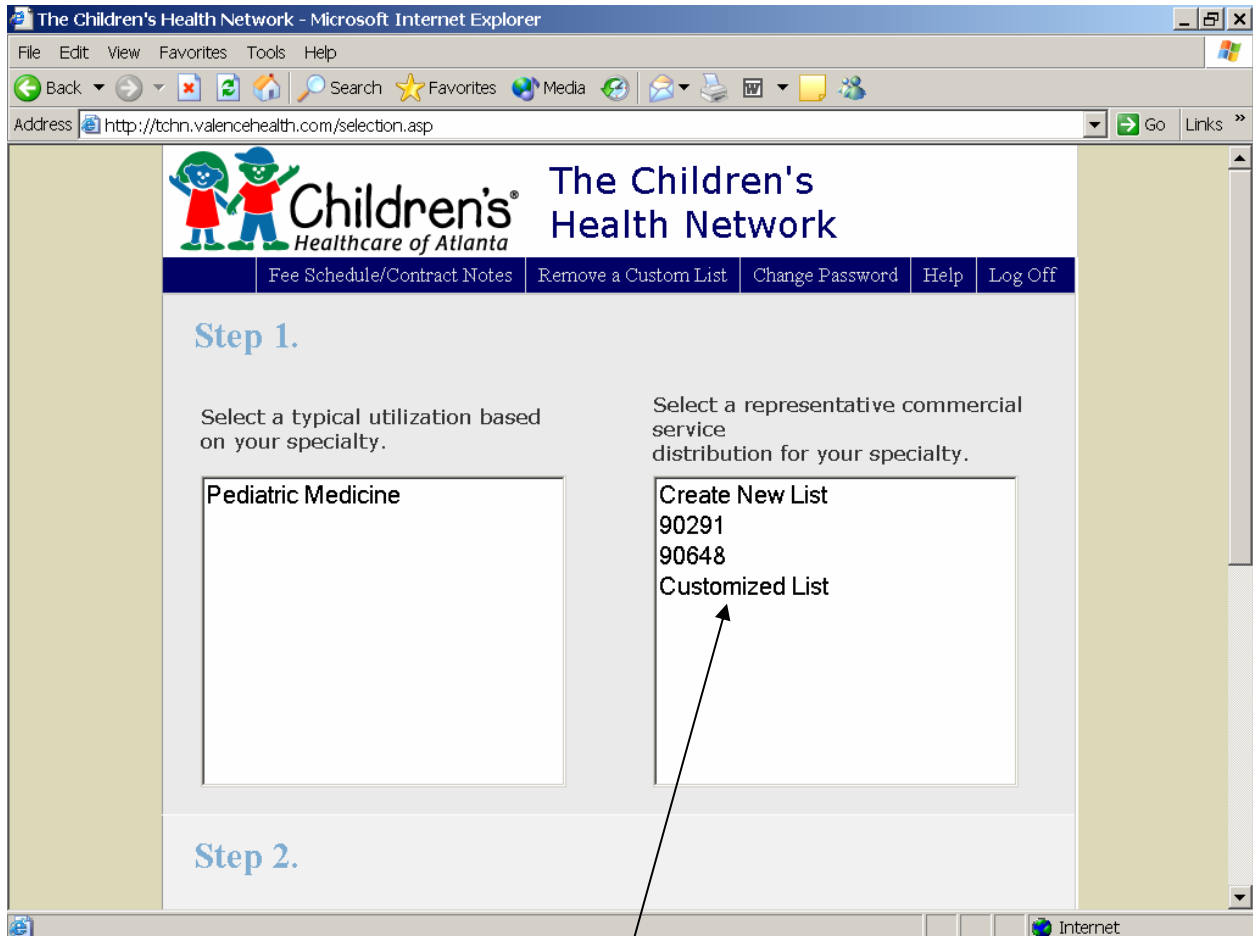 The Children's Health Network - Microsoft Internet Explorer
File Edit View Favorites Tools Help
Back Search Favorites Media
Address http://tchn.valencehealth.com/selection.asp Go Links »
Children's®
Healthcare of Atlanta
The Children's
Health Network
Fee Schedule/Contract Notes Remove a Custom List Change Password Help Log Off
Step 1.
Select a typical utilization based
on your specialty.
Pediatric Medicine
Select a representative commercial
service
distribution for your specialty.
Create New List
90291
90648
Customized List
Step 2.
Internet